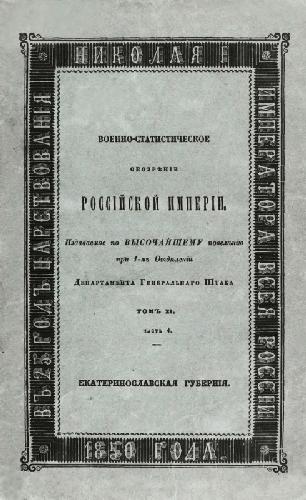 ВЪ 25 ГОДЪ ЦАРСТВОВАНІЯ
НИКОЛАЯ I
ИМПЕРАТОРА ВСЕЯ РОССІИ
ВОЕННО-СТАТИСТИЧЕСКОЕ
ОБОЗРѢНІЕ
РОССІЙСКОЙ ИМПЕРІИ.
Издаваемое по ВЫСОЧАЙШЕМУ повелѣнію
при 1-мъ Отдѣленіи
Департамента Генеральнаго Штаба
ТОМЪ XI.
ЧАСТЬ 4.
ЕКАТЕРИНОСЛАВСКАЯ ГУБЕРНІЯ.
1850 ГОДА.